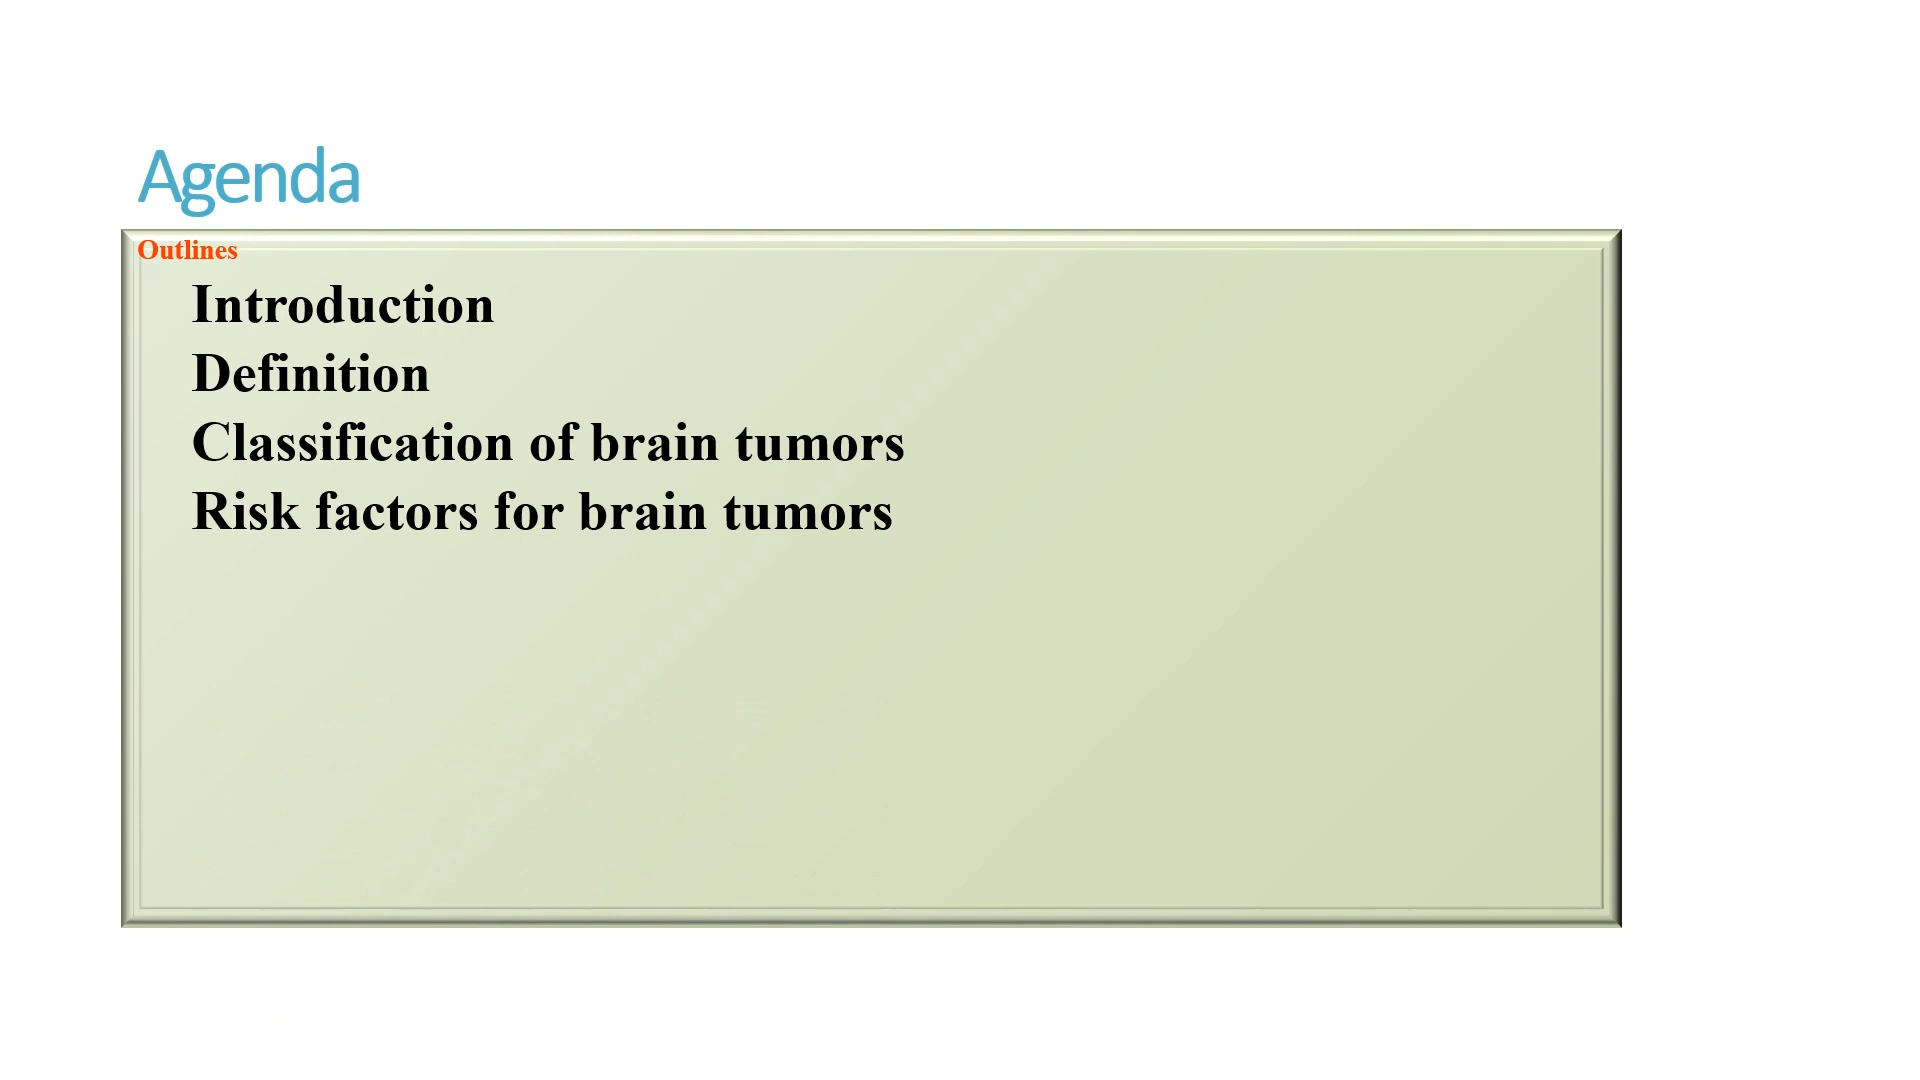 Agenda
Outlines
Introduction
Definition
Classification of brain tumors
Risk factors for brain tumors